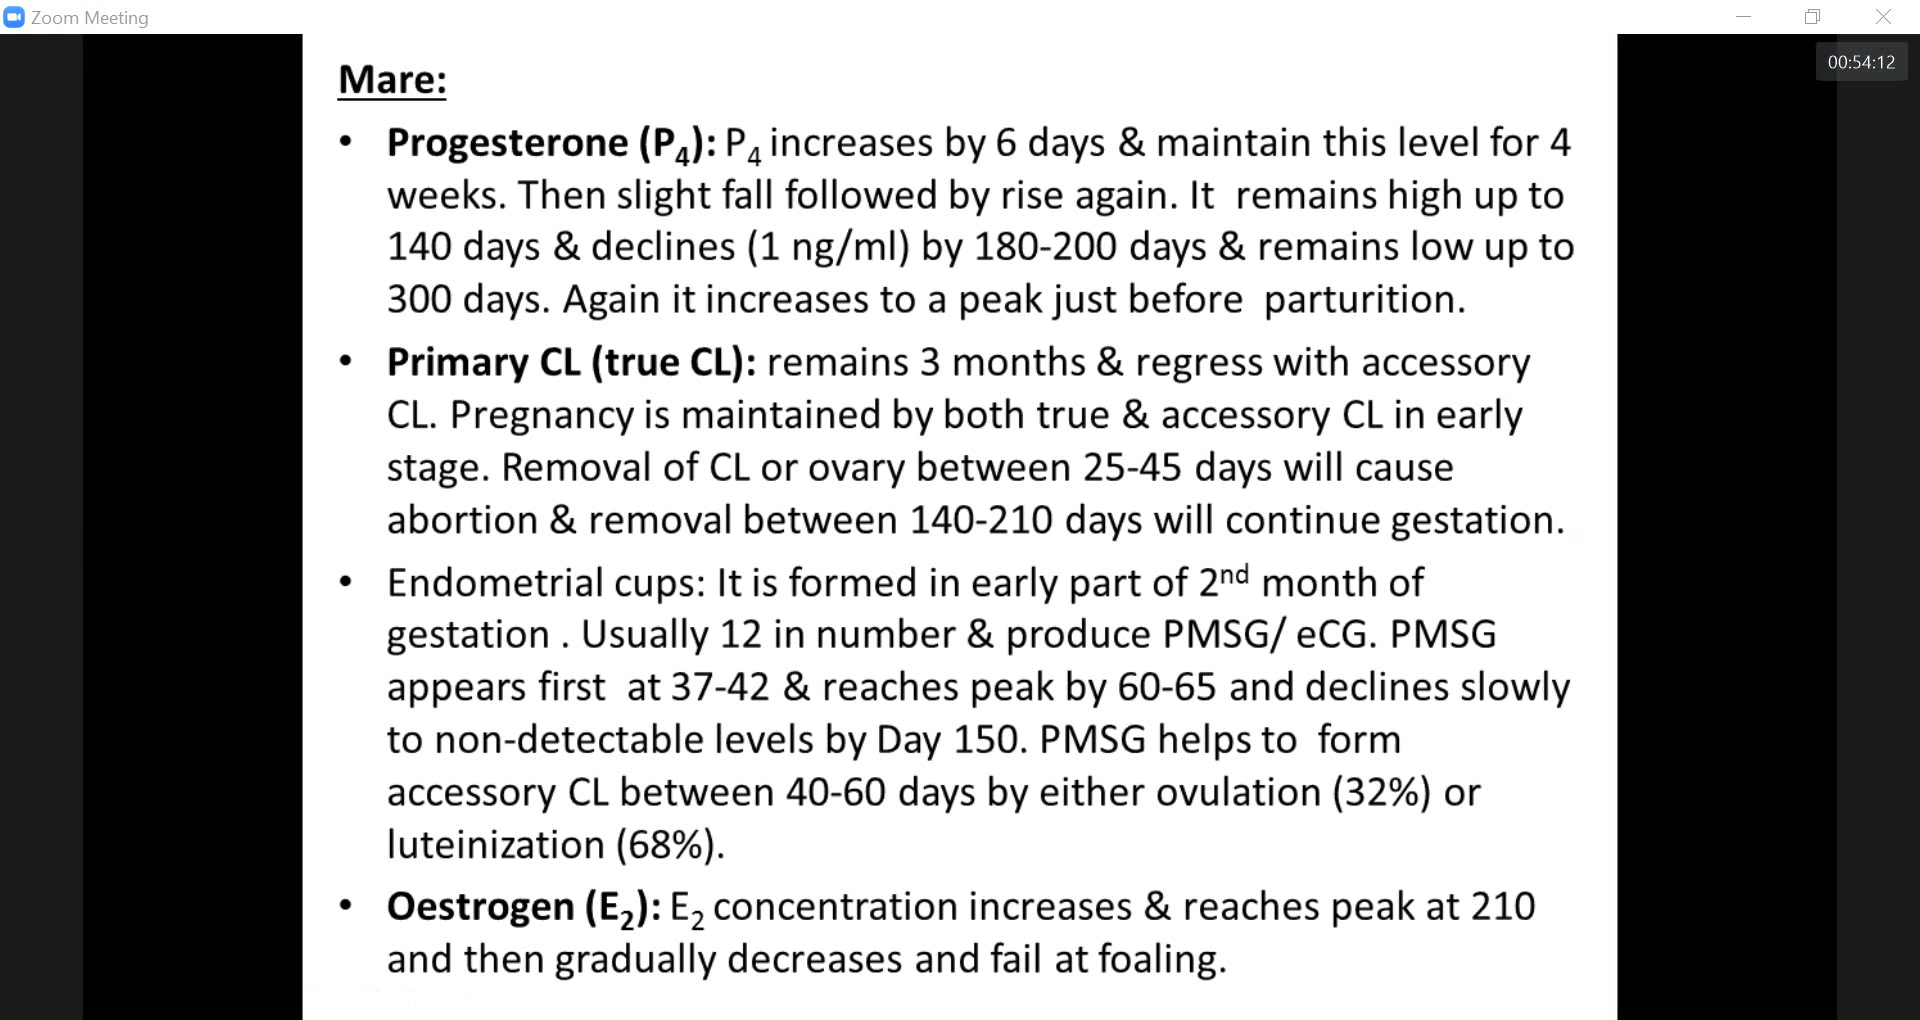 Zoom Meeting
00:54:12
Mare:
• Progesterone (P4): P4 increases by 6 days & maintain this level for 4
weeks. Then slight fall followed by rise again. It remains high up to
140 days & declines (1 ng/ml) by 180-200 days & remains low up to
300 days. Again it increases to a peak just before parturition.
• Primary CL (true CL): remains 3 months & regress with accessory
CL. Pregnancy is maintained by both true & accessory CL in early
stage. Removal of CL or ovary between 25-45 days will cause
abortion & removal between 140-210 days will continue gestation.
• Endometrial cups: It is formed in early part of 2nd month of
gestation . Usually 12 in number & produce PMSG/ eCG. PMSG
appears first at 37-42 & reaches peak by 60-65 and declines slowly
to non-detectable levels by Day 150. PMSG helps to form
accessory CL between 40-60 days by either ovulation (32%) or
luteinization (68%).
• Oestrogen (E2): E2 concentration increases & reaches peak at 210
and then gradually decreases and fail at foaling.